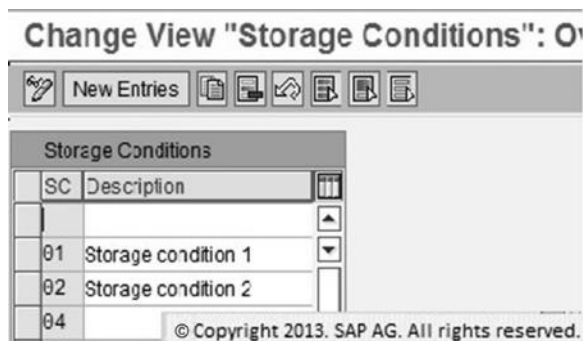 Change View "Storage Conditions": O
New Entries
Storage Conditions
SC Description
01 Storage condition 1
02 Storage condition 2
04
© Copyright 2013. SAP AG. All rights reserved.